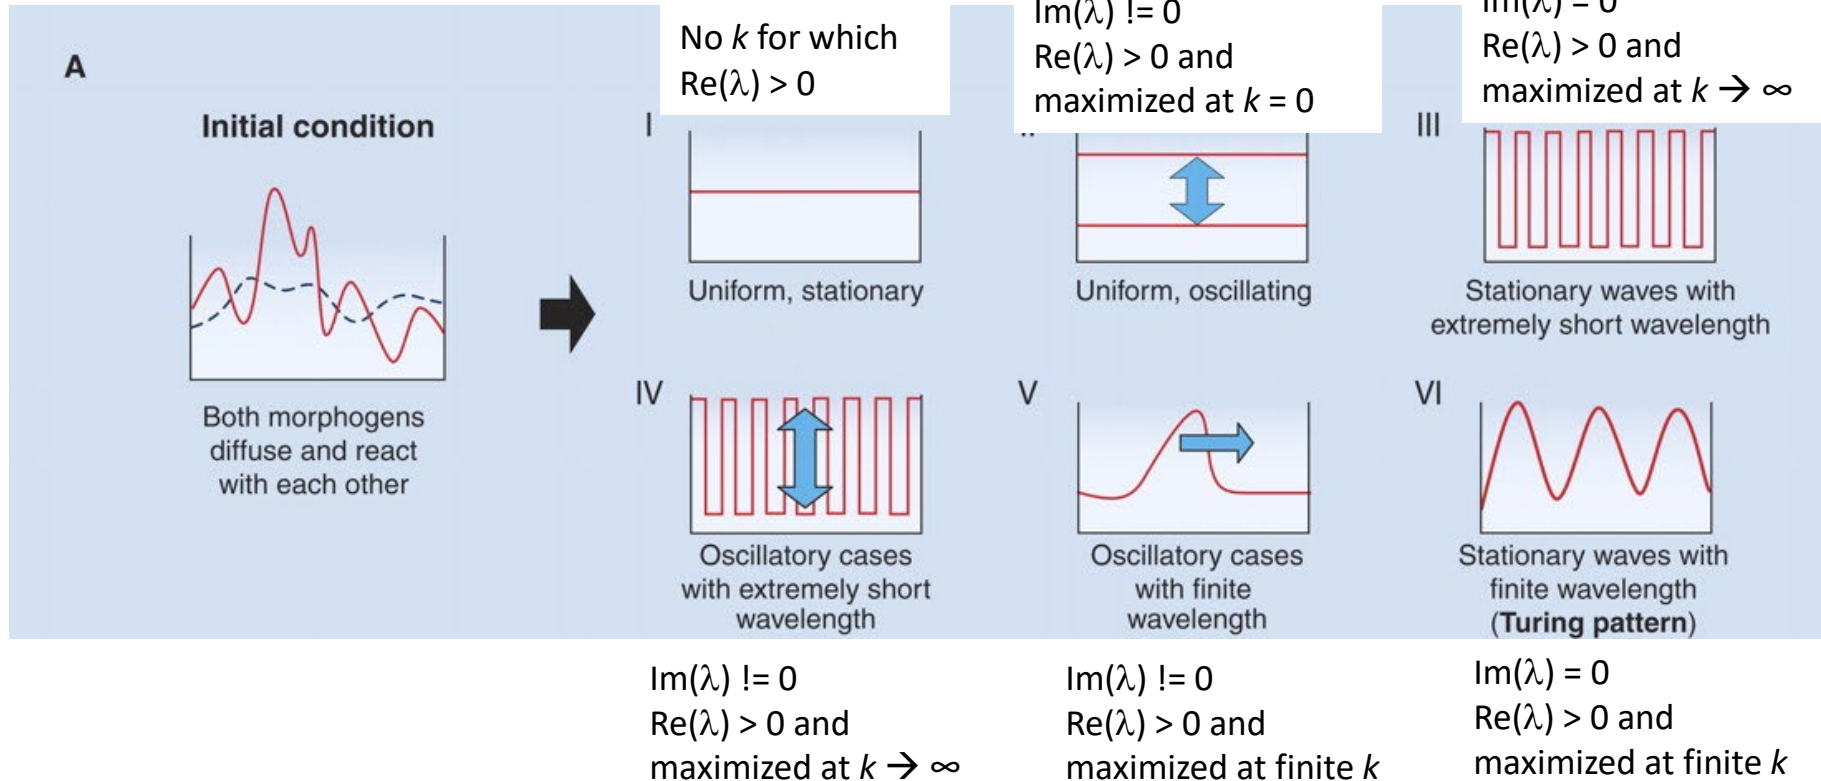 A
Initial condition
Both morphogens
diffuse and react
with each other
No k for which
Re(λ) > 0
I
Uniform, stationary
Im(λ) != 0
Re(λ) > 0 and
maximized at k = 0
Uniform, oscillating
Im(λ) = 0
Re(λ) > 0 and
maximized at k → ∞
III
Stationary waves with
extremely short wavelength
IV
Oscillatory cases
with extremely short
wavelength
Im(λ) != 0
Re(λ) > 0 and
maximized at k → ∞
V
Oscillatory cases
with finite
wavelength
Im(λ) != 0
Re(λ) > 0 and
maximized at finite k
VI
Stationary waves with
finite wavelength
(Turing pattern)
Im(λ) = 0
Re(λ) > 0 and
maximized at finite k